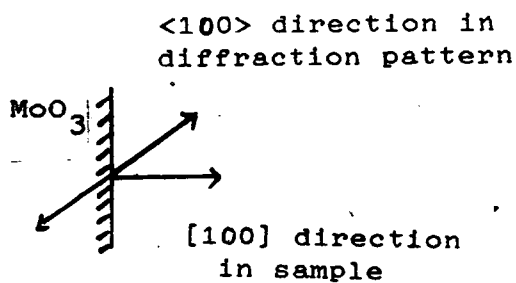 <100> direction in
diffraction pattern
MoO3
[100] direction
in sample